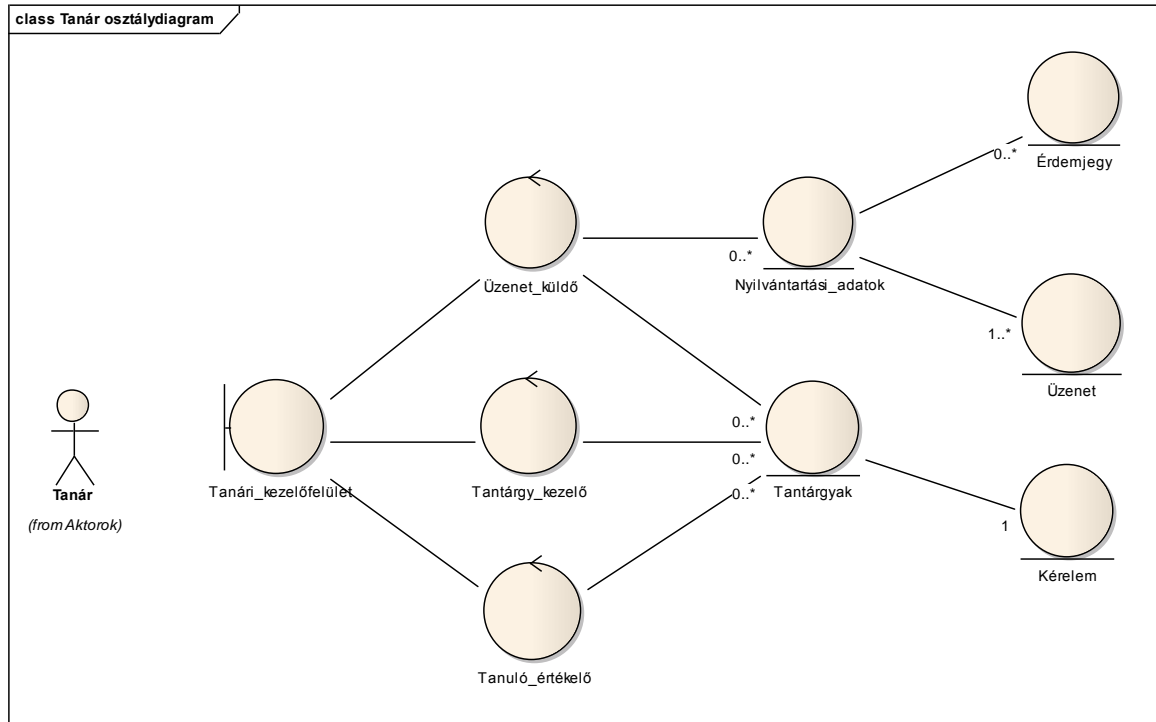 class Tanár osztálydiagram
Érdemjegy
0..*
Üzenet_küldő
0..*
Nyilvántartási_adatok
1..*
Üzenet
Tanár
(from Aktorok)
Tanári_kezelőfelület
Tantárgy_kezelő
0..*
0..*
0..*
Tantárgyak
1
Kérelem
Tanuló_értékelő